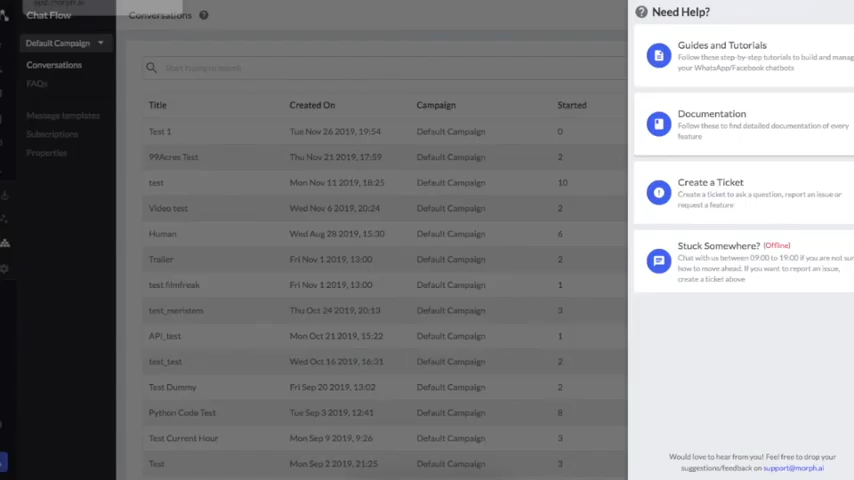 app.morph.ai
Chat Flow
Default Campaign
Conversations
FAQs
Message templates
Subscriptions
Properties
Conversations
Start typing to search
Title Created On Campaign Started
Test 1 Tue Nov 26 2019, 19:54 Default Campaign 0
99Acres Test Thu Nov 21 2019, 17:59 Default Campaign 2
test Mon Nov 11 2019, 18:25 Default Campaign 10
Video test Wed Nov 6 2019, 20:24 Default Campaign 2
Human Wed Aug 28 2019, 15:30 Default Campaign 6
Trailer Fri Nov 1 2019, 13:00 Default Campaign 2
test filmfreak Fri Nov 1 2019, 13:00 Default Campaign 1
test_meristem Thu Oct 24 2019, 20:13 Default Campaign 3
API_test Mon Oct 21 2019, 15:22 Default Campaign 1
test_test Wed Oct 16 2019, 16:31 Default Campaign 2
Test Dummy Fri Sep 20 2019, 13:02 Default Campaign 2
Python Code Test Tue Sep 3 2019, 12:41 Default Campaign 8
Test Current Hour Mon Sep 9 2019, 9:26 Default Campaign 3
Test Mon Sep 2 2019, 21:25 Default Campaign 3
Need Help?
Guides and Tutorials
Follow these step-by-step tutorials to build and manag
your WhatsApp/Facebook chatbots
Documentation
Follow these to find detailed documentation of every
feature
Create a Ticket
Create a ticket to ask a question, report an issue or
request a feature
Stuck Somewhere? (Offline)
Chat with us between 09:00 to 19:00 if you are not sur
how to move ahead. If you want to report an issue,
create a ticket above
Would love to hear from you! Feel free to drop your
suggestions/feedback on support@morph.ai